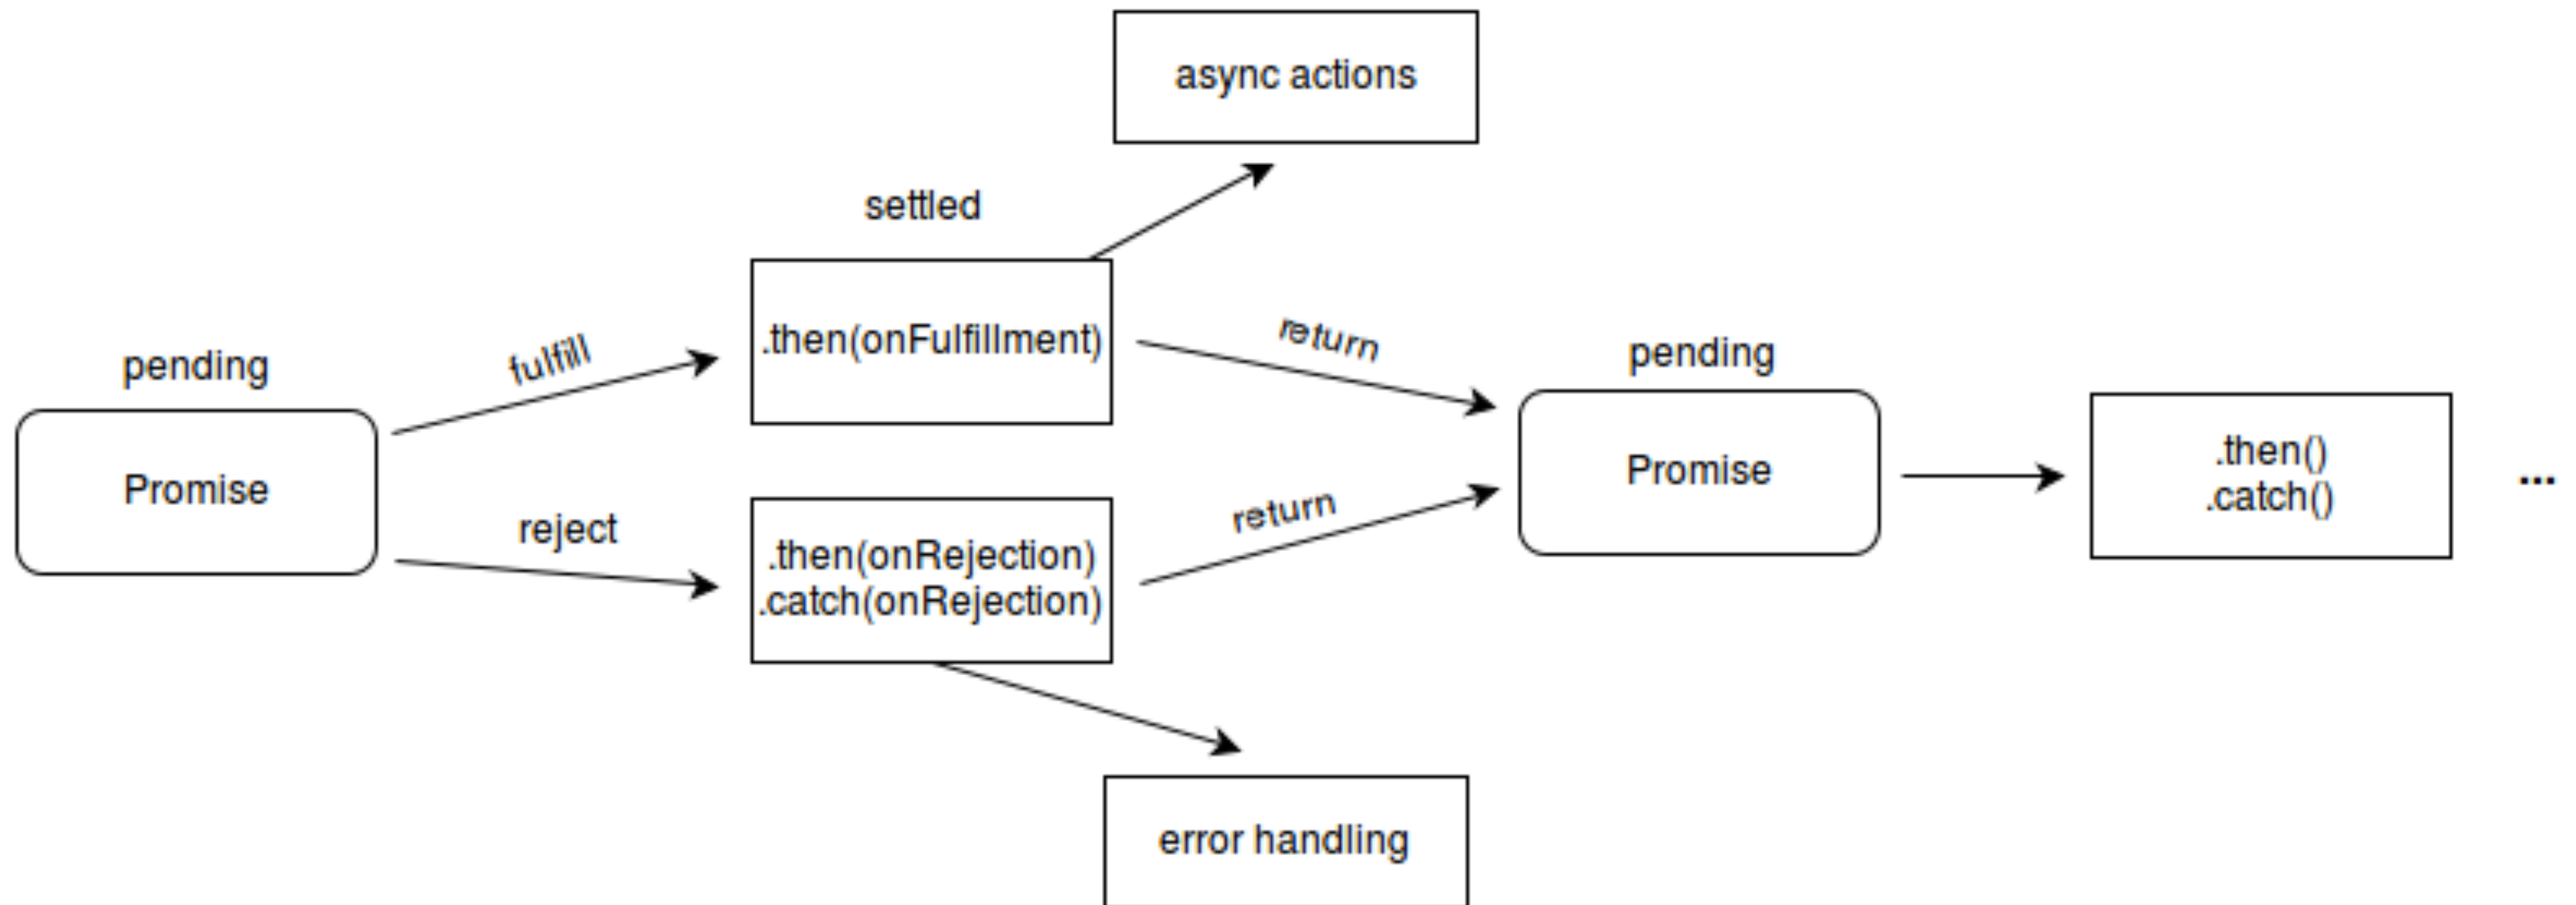 async actions
settled
.then(onFulfillment)
fulfill
return
pending
Promise
pending
Promise
reject
.then(onRejection)
.catch(onRejection)
return
.then()
.catch()
...
error handling